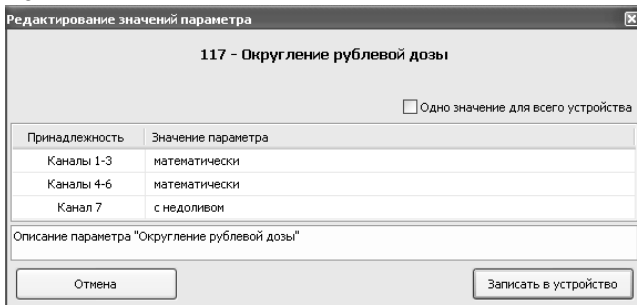 Редактирование значений параметра
117 - Округление рублевой дозы
Одно значение для всего устройства
Принадлежность Значение параметра
Каналы 1-3 математически
Каналы 4-6 математически
Канал 7 с недоливом
Описание параметра "Округление рублевой дозы"
Отмена Записать в устройство